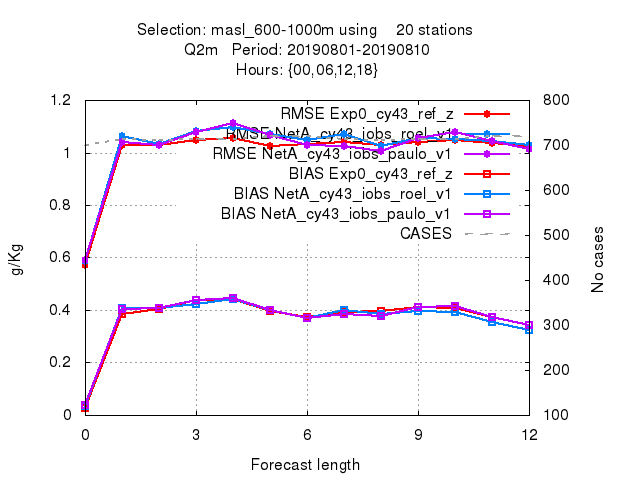 Selection: masl_600-1000m using    20 stations
Q2m   Period: 20190801-20190810
Hours: {00,06,12,18}
1.2
1
0.8
0.6
0.4
0.2
0
800
700
600
500
400
300
200
100
RMSE Exp0_cy43_ref_z
RMSE NetA_cy43_iobs_roel_v1
RMSE NetA_cy43_iobs_paulo_v1
BIAS Exp0_cy43_ref_z
BIAS NetA_cy43_iobs_roel_v1
BIAS NetA_cy43_iobs_paulo_v1
CASES
g/Kg
No cases
0 3 6 9 12
Forecast length